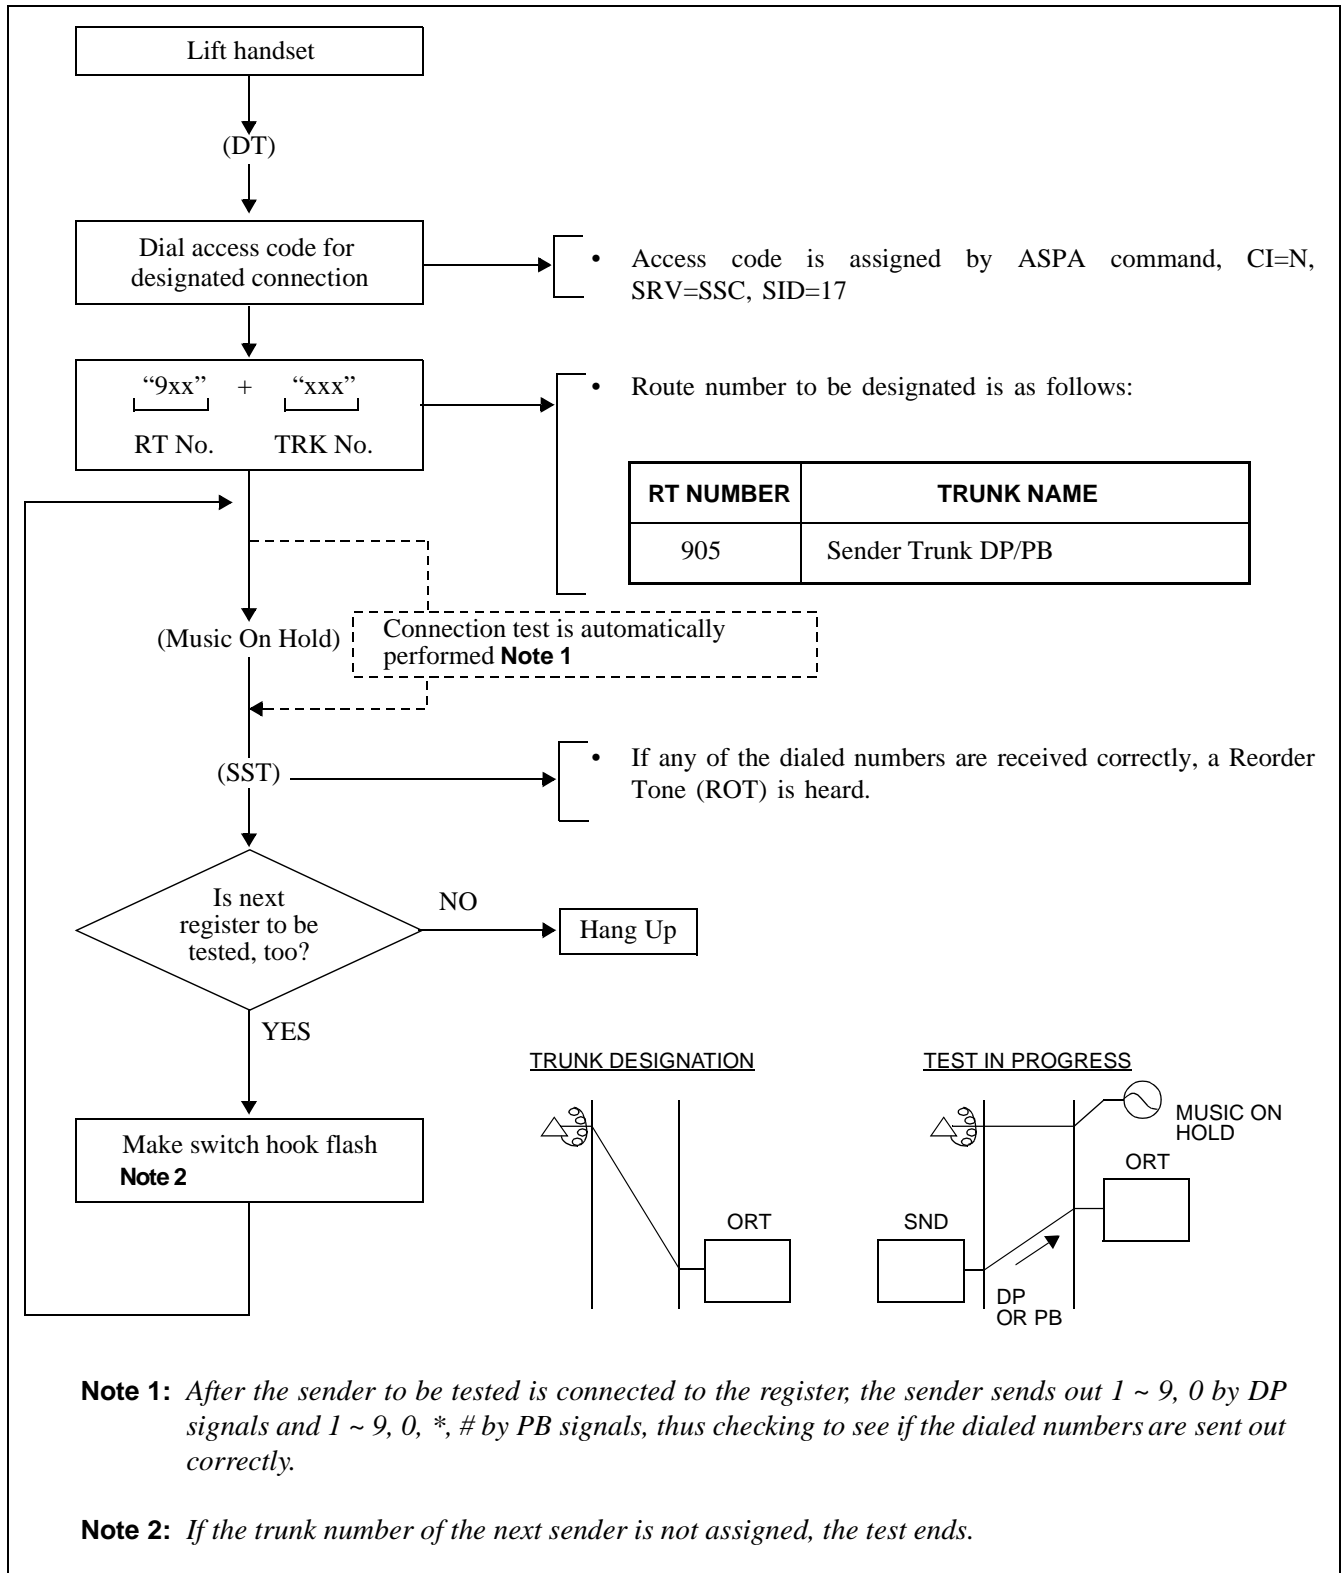 Lift handset
(DT)
Dial access code for
designated connection
• Access code is assigned by ASPA command, CI=N,
SRV=SSC, SID=17
“9xx” + “xxx”
RT No. TRK No.
• Route number to be designated is as follows:
RT NUMBER TRUNK NAME
905 Sender Trunk DP/PB
(Music On Hold)
Connection test is automatically
performed Note 1
(SST)
• If any of the dialed numbers are received correctly, a Reorder
Tone (ROT) is heard.
Is next
register to be
tested, too?
NO
Hang Up
YES
Make switch hook flash
Note 2
TRUNK DESIGNATION
ORT
TEST IN PROGRESS
MUSIC ON
HOLD
ORT
SND
DP
OR PB
Note 1: After the sender to be tested is connected to the register, the sender sends out 1 ~ 9, 0 by DP
signals and 1 ~ 9, 0, *, # by PB signals, thus checking to see if the dialed numbers are sent out
correctly.
Note 2: If the trunk number of the next sender is not assigned, the test ends.